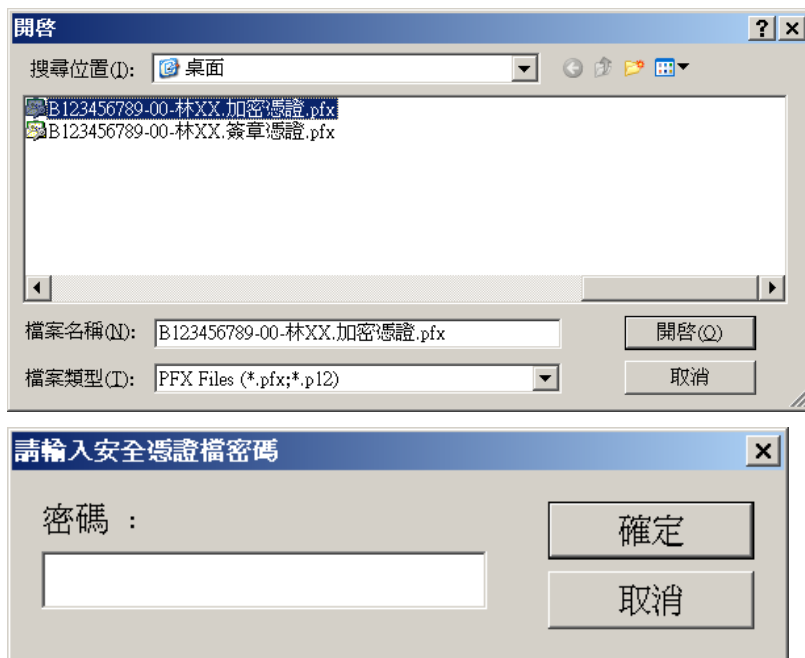 開啓
搜尋位置(I): 桌面
B123456789-00-林XX.加密憑證.pfx
B123456789-00-林XX.簽章憑證.pfx
檔案名稱(N): B123456789-00-林XX.加密憑證.pfx 開啓(O)
檔案類型(T): PFX Files (*.pfx;*.p12) 取消
請輸入安全憑證檔密碼
密碼 : 確定
取消